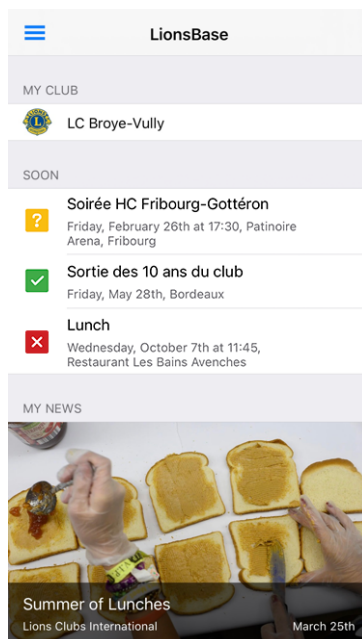 LionsBase
MY CLUB
LC Broye-Vully
SOON
Soirée HC Fribourg-Gottéron
Friday, February 26th at 17:30, Patinoire
Arena, Fribourg
Sortie des 10 ans du club
Friday, May 28th, Bordeaux
Lunch
Wednesday, October 7th at 11:45,
Restaurant Les Bains Avenches
MY NEWS
Summer of Lunches
Lions Clubs International
March 25th